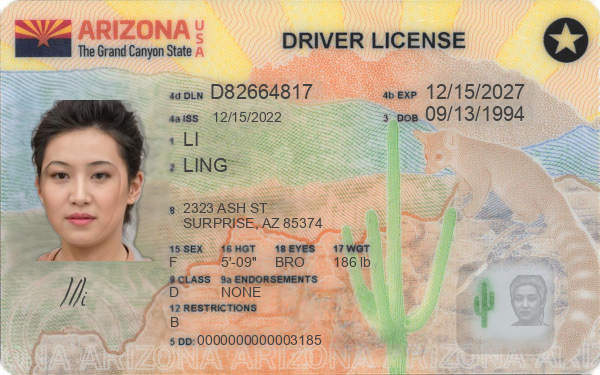 ARIZONA USA
The Grand Canyon State
DRIVER LICENSE
4d DLN D82664817
4b EXP 12/15/2027
4a ISS 12/15/2022
3 DOB 09/13/1994
1 LI
2 LING
8 2323 ASH ST
SURPRISE, AZ 85374
15 SEX 16 HGT 18 EYES 17 WGT
F 5'-09" BRO 186 lb
9 CLASS 9a ENDORSEMENTS
D NONE
12 RESTRICTIONS
B
5 DD: 0000000000003185
ARIZONA ARIZONA ARIZONA ARIZONA